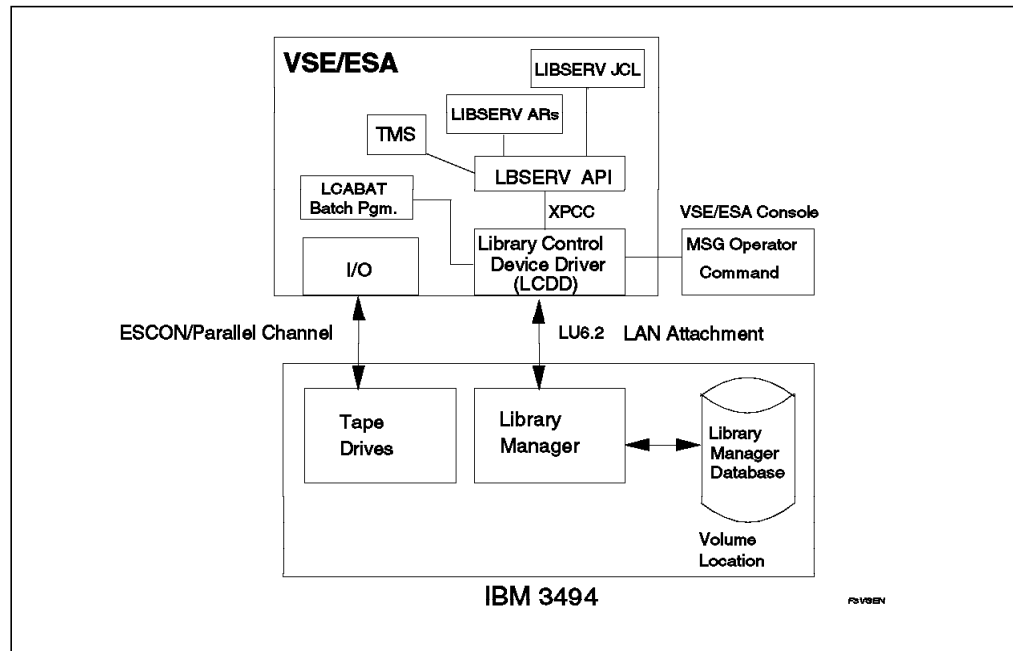 VSE/ESA
LIBSERV JCL
LIBSERV ARs
TMS
LBSERV API
LCABAT
Batch Pgm.
XPCC
VSE/ESA Console
I/O
Library Control
Device Driver
(LCDD)
MSG Operator
Command
ESCON/Parallel Channel
LU6.2 LAN Attachment
Tape
Drives
Library
Manager
Library
Manager
Database
Volume
Location
IBM 3494
FSVSEN